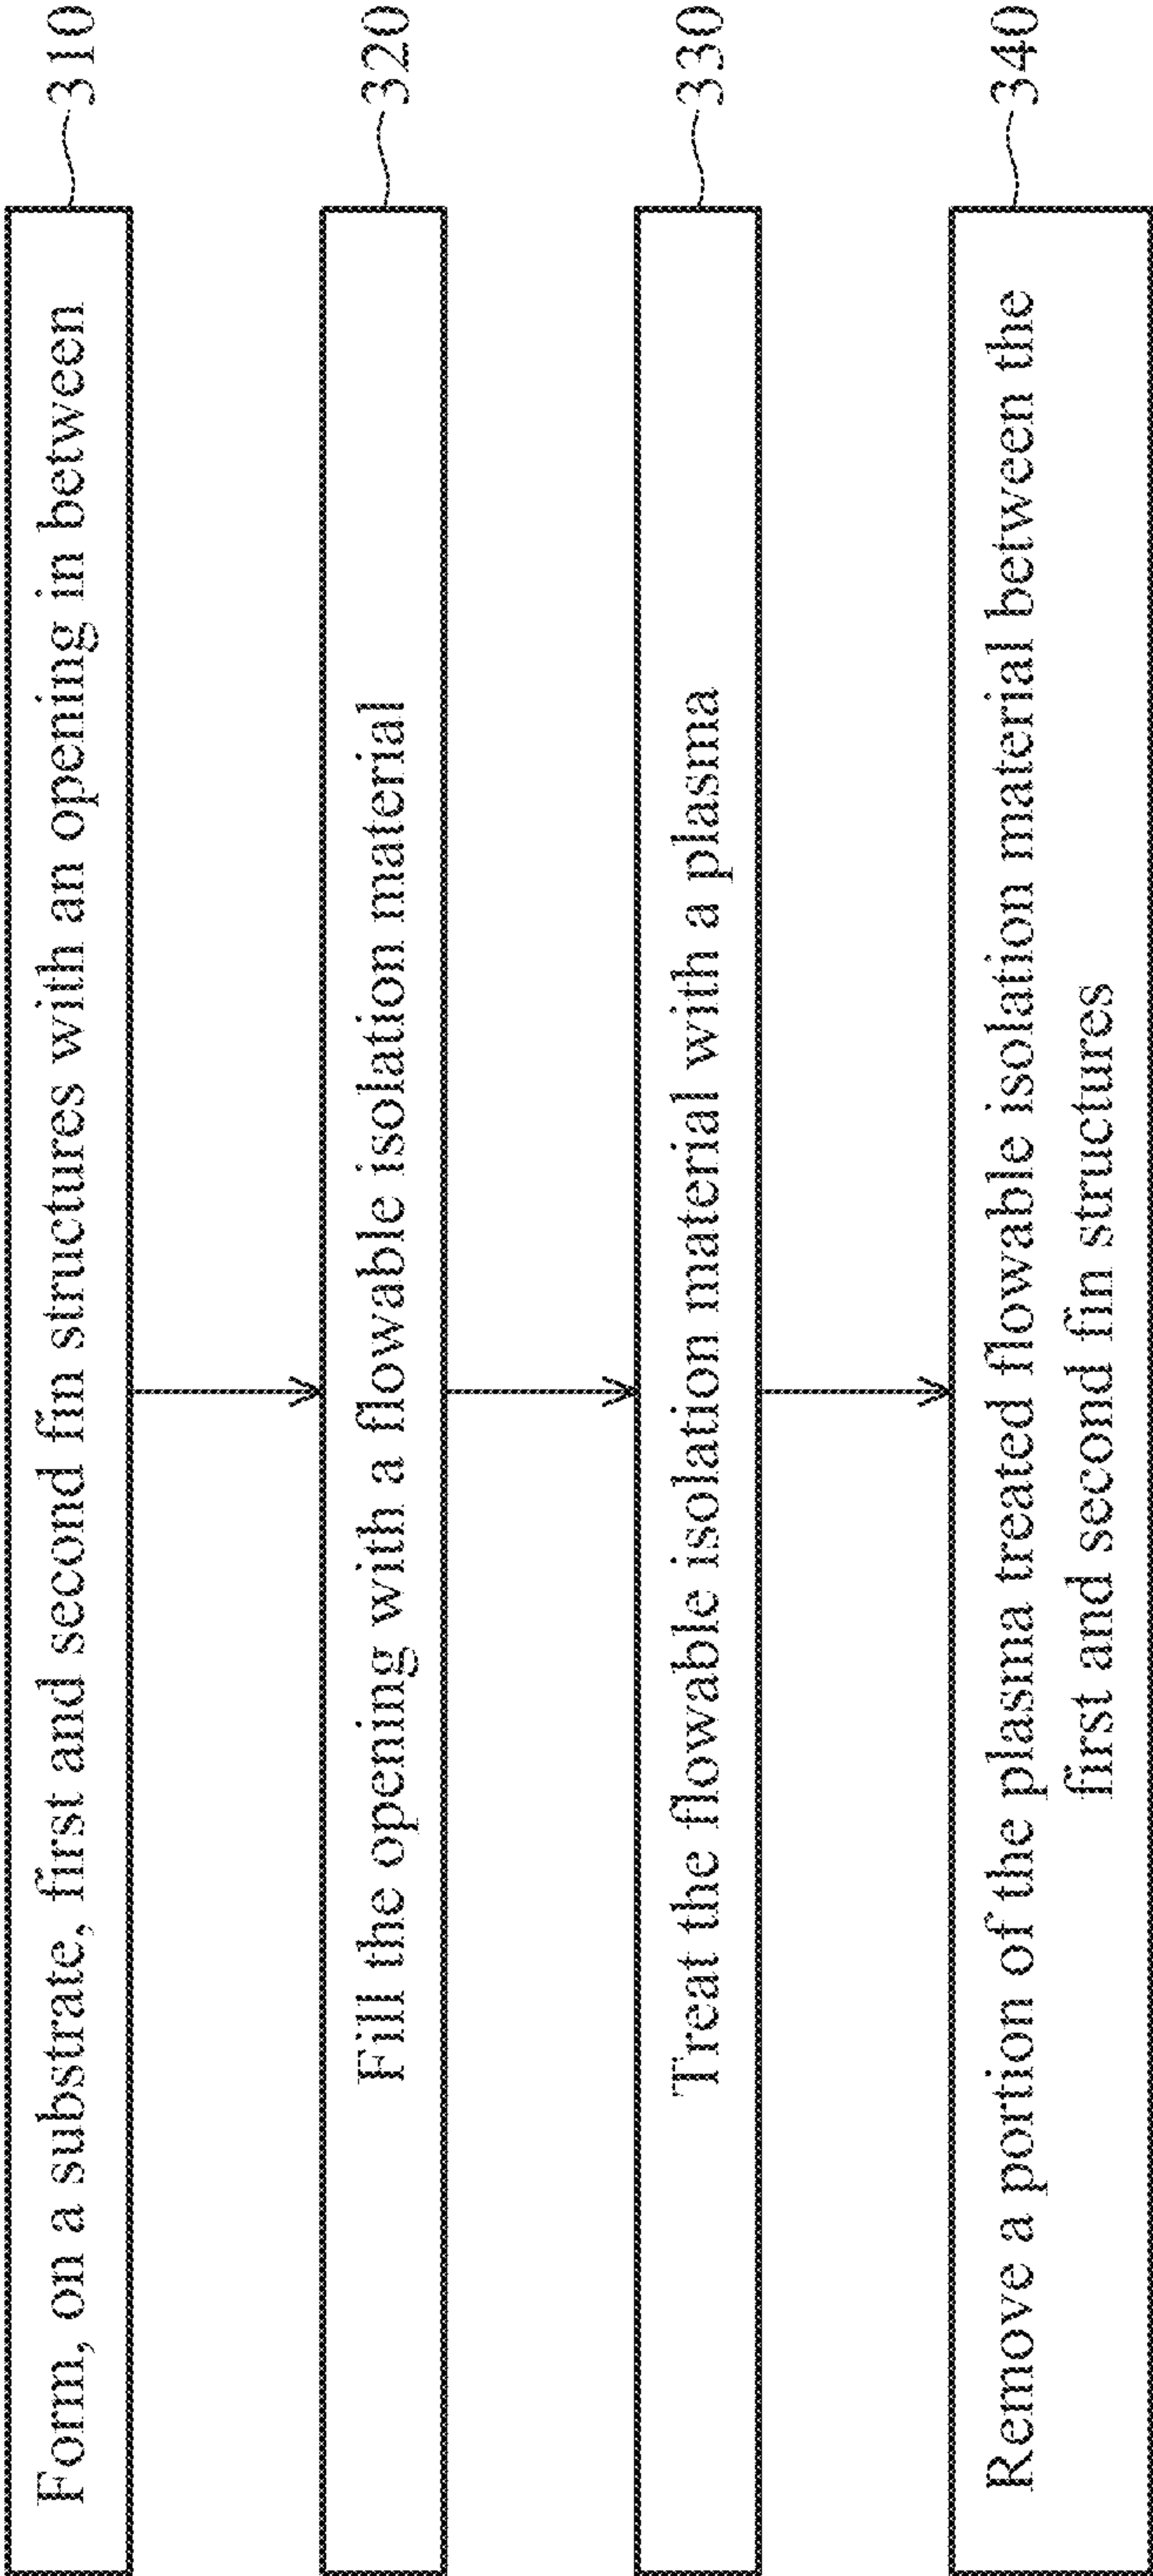 Form, on a substrate, first and second fin structures with an opening in between
310
Fill the opening with a flowable isolation material
320
Treat the flowable isolation material with a plasma
330
Remove a portion of the plasma treated flowable isolation material between the
first and second fin structures
340